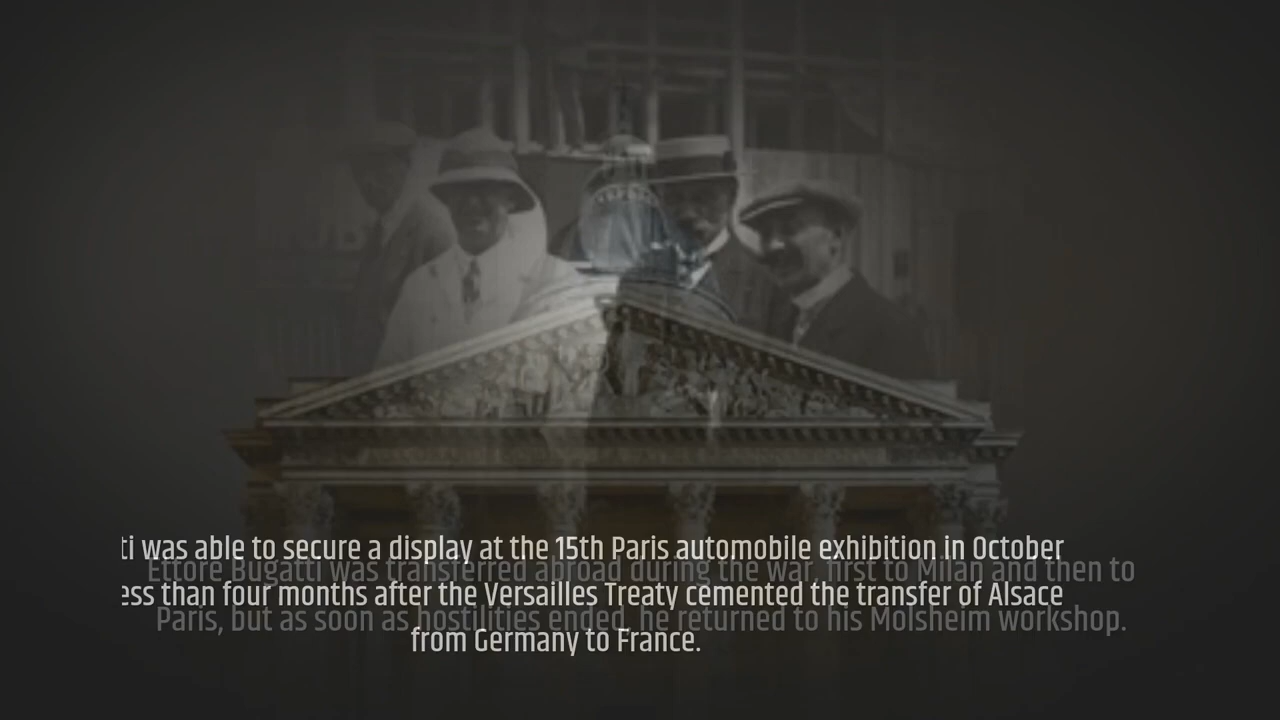 ti was able to secure a display at the 15th Paris automobile exhibition in October
Ettore Bugatti was transferred abroad during the war, first to Milan and then to
ess than four months after the Versailles Treaty cemented the transfer of Alsace
Paris, but as soon as hostilities ended, he returned to his Molsheim workshop.
from Germany to France.